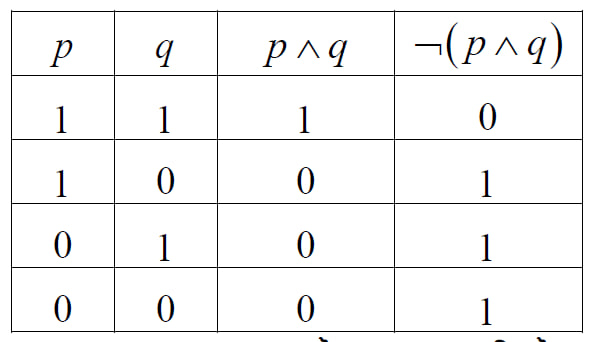 p q p ∧ q ¬(p ∧ q)
1 1 1 0
1 0 0 1
0 1 0 1
0 0 0 1